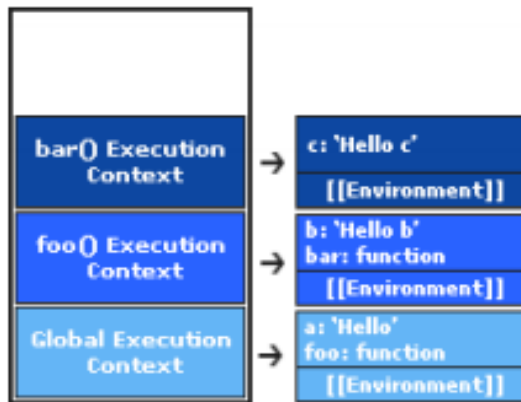 bar() Execution
Context
c: 'Hello c'
[[Environment]]
foo() Execution
Context
b: 'Hello b'
bar: function
[[Environment]]
Global Execution
Context
a: 'Hello'
foo: function
[[Environment]]